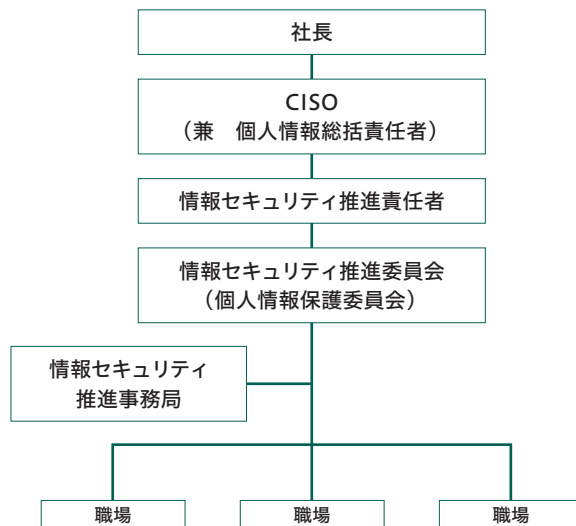 社長
CISO
（兼　個人情報総括責任者）
情報セキュリティ推進責任者
情報セキュリティ推進委員会
（個人情報保護委員会）
情報セキュリティ
推進事務局
職場
職場
職場